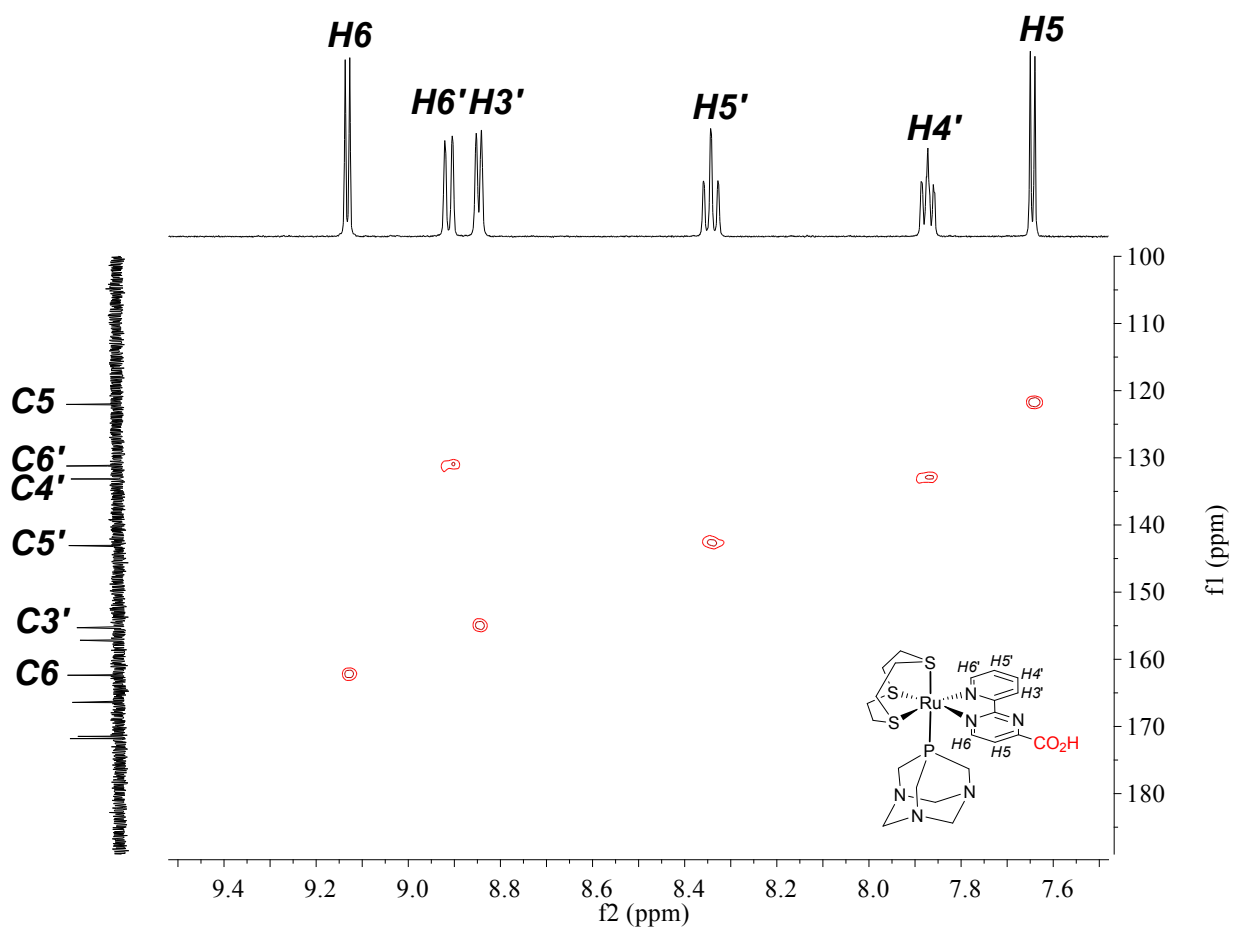 H6
H6' H3'
H5'
H4'
H5
C5
C6'
C4'
C5'
C3'
C6
100
110
120
130
140
150
160
170
180
f1 (ppm)
9.4
9.2
9.0
8.8
8.6
8.4
8.2
8.0
7.8
7.6
f2 (ppm)
S
S
S
Ru
N
N
N
H6'
H5'
H4'
H3'
H6
H5
CO2H
P
N
N
N